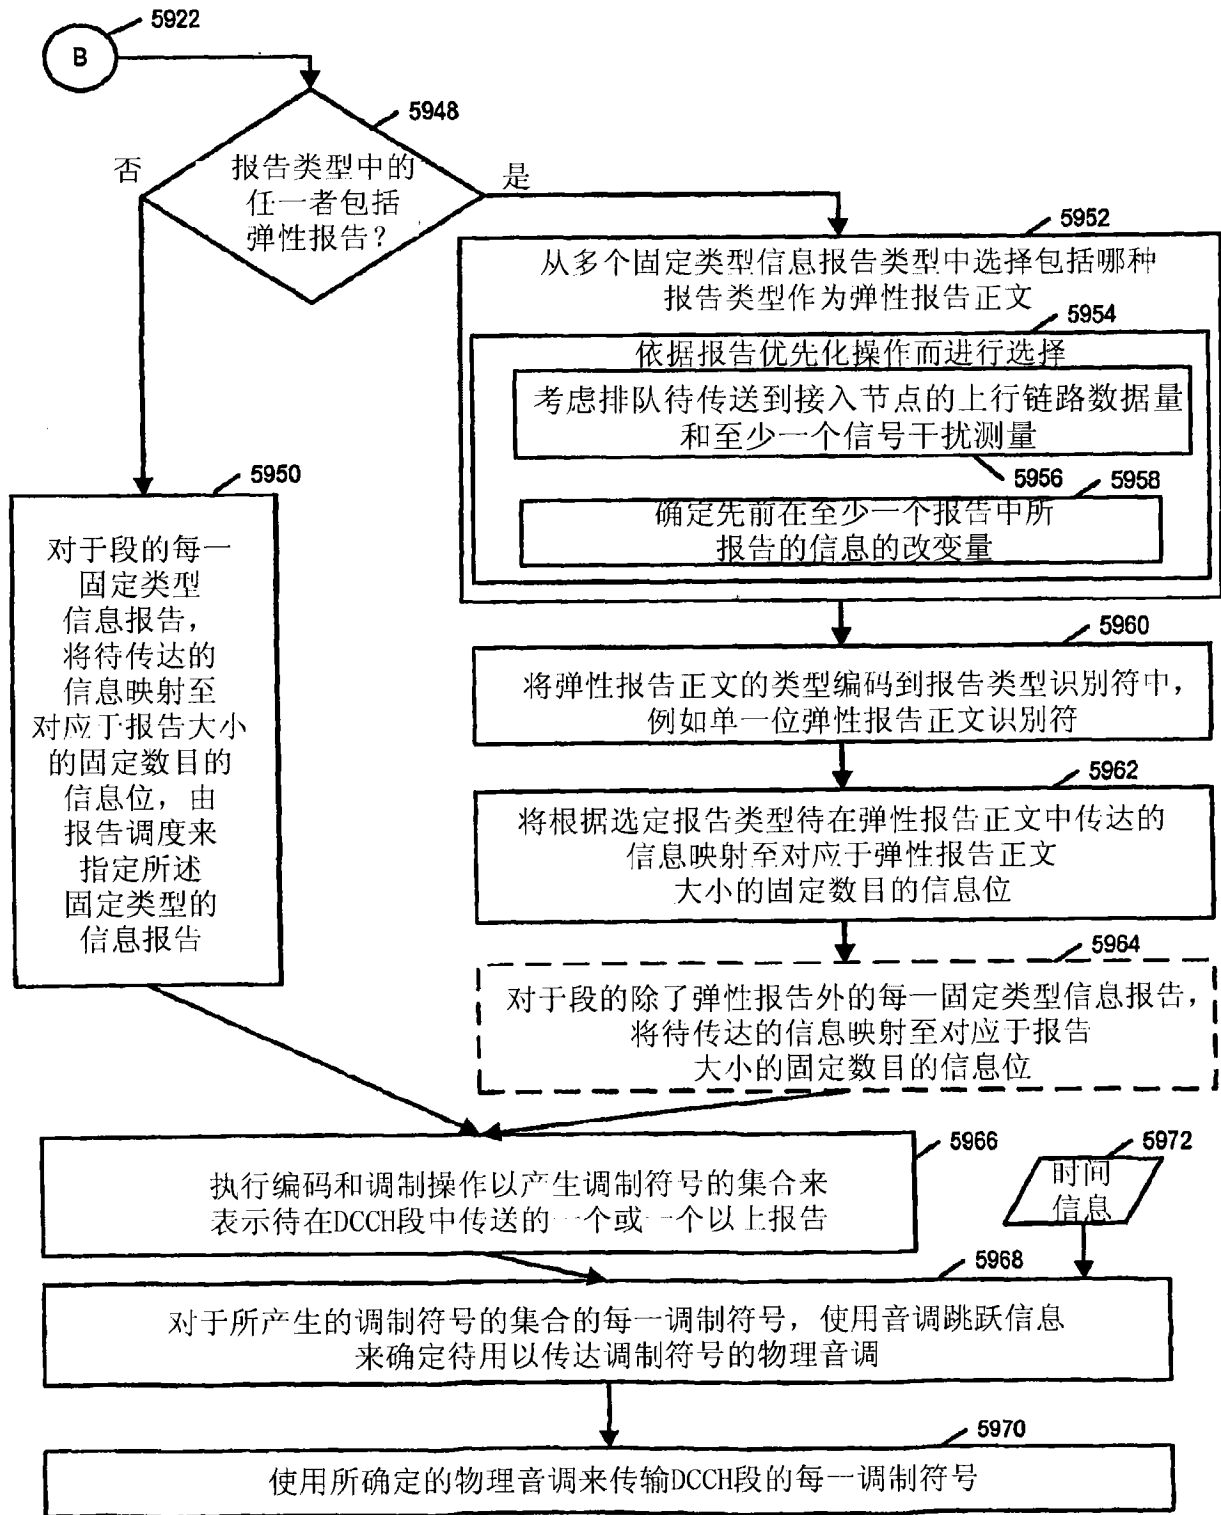 5922
B
5948
否
报告类型中的
任一者包括
弹性报告?
是
5952
从多个固定类型信息报告类型中选择包括哪种
报告类型作为弹性报告正文
5954
依据报告优先化操作而进行选择
考虑排队待传送到接入节点的上行链路数据量
和至少一个信号干扰测量
5956
5958
确定先前在至少一个报告中所
报告的信息的改变量
5950
对于段的每一
固定类型
信息报告,
将待传达的
信息映射至
对应于报告大小
的固定数目的
信息位, 由
报告调度来
指定所述
固定类型的
信息报告
5960
将弹性报告正文的类型编码到报告类型识别符中,
例如单一位弹性报告正文识别符
5962
将根据选定报告类型待在弹性报告正文中传达的
信息映射至对应于弹性报告正文
大小的固定数目的信息位
5964
对于段的除了弹性报告外的每一固定类型信息报告,
将待传达的信息映射至对应于报告
大小的固定数目的信息位
5966
执行编码和调制操作以产生调制符号的集合来
表示待在DCCH段中传送的一个或一个以上报告
5972
时间
信息
5968
对于所产生的调制符号的集合的每一调制符号, 使用音调跳跃信息
来确定待用以传达调制符号的物理音调
5970
使用所确定的物理音调来传输DCCH段的每一调制符号